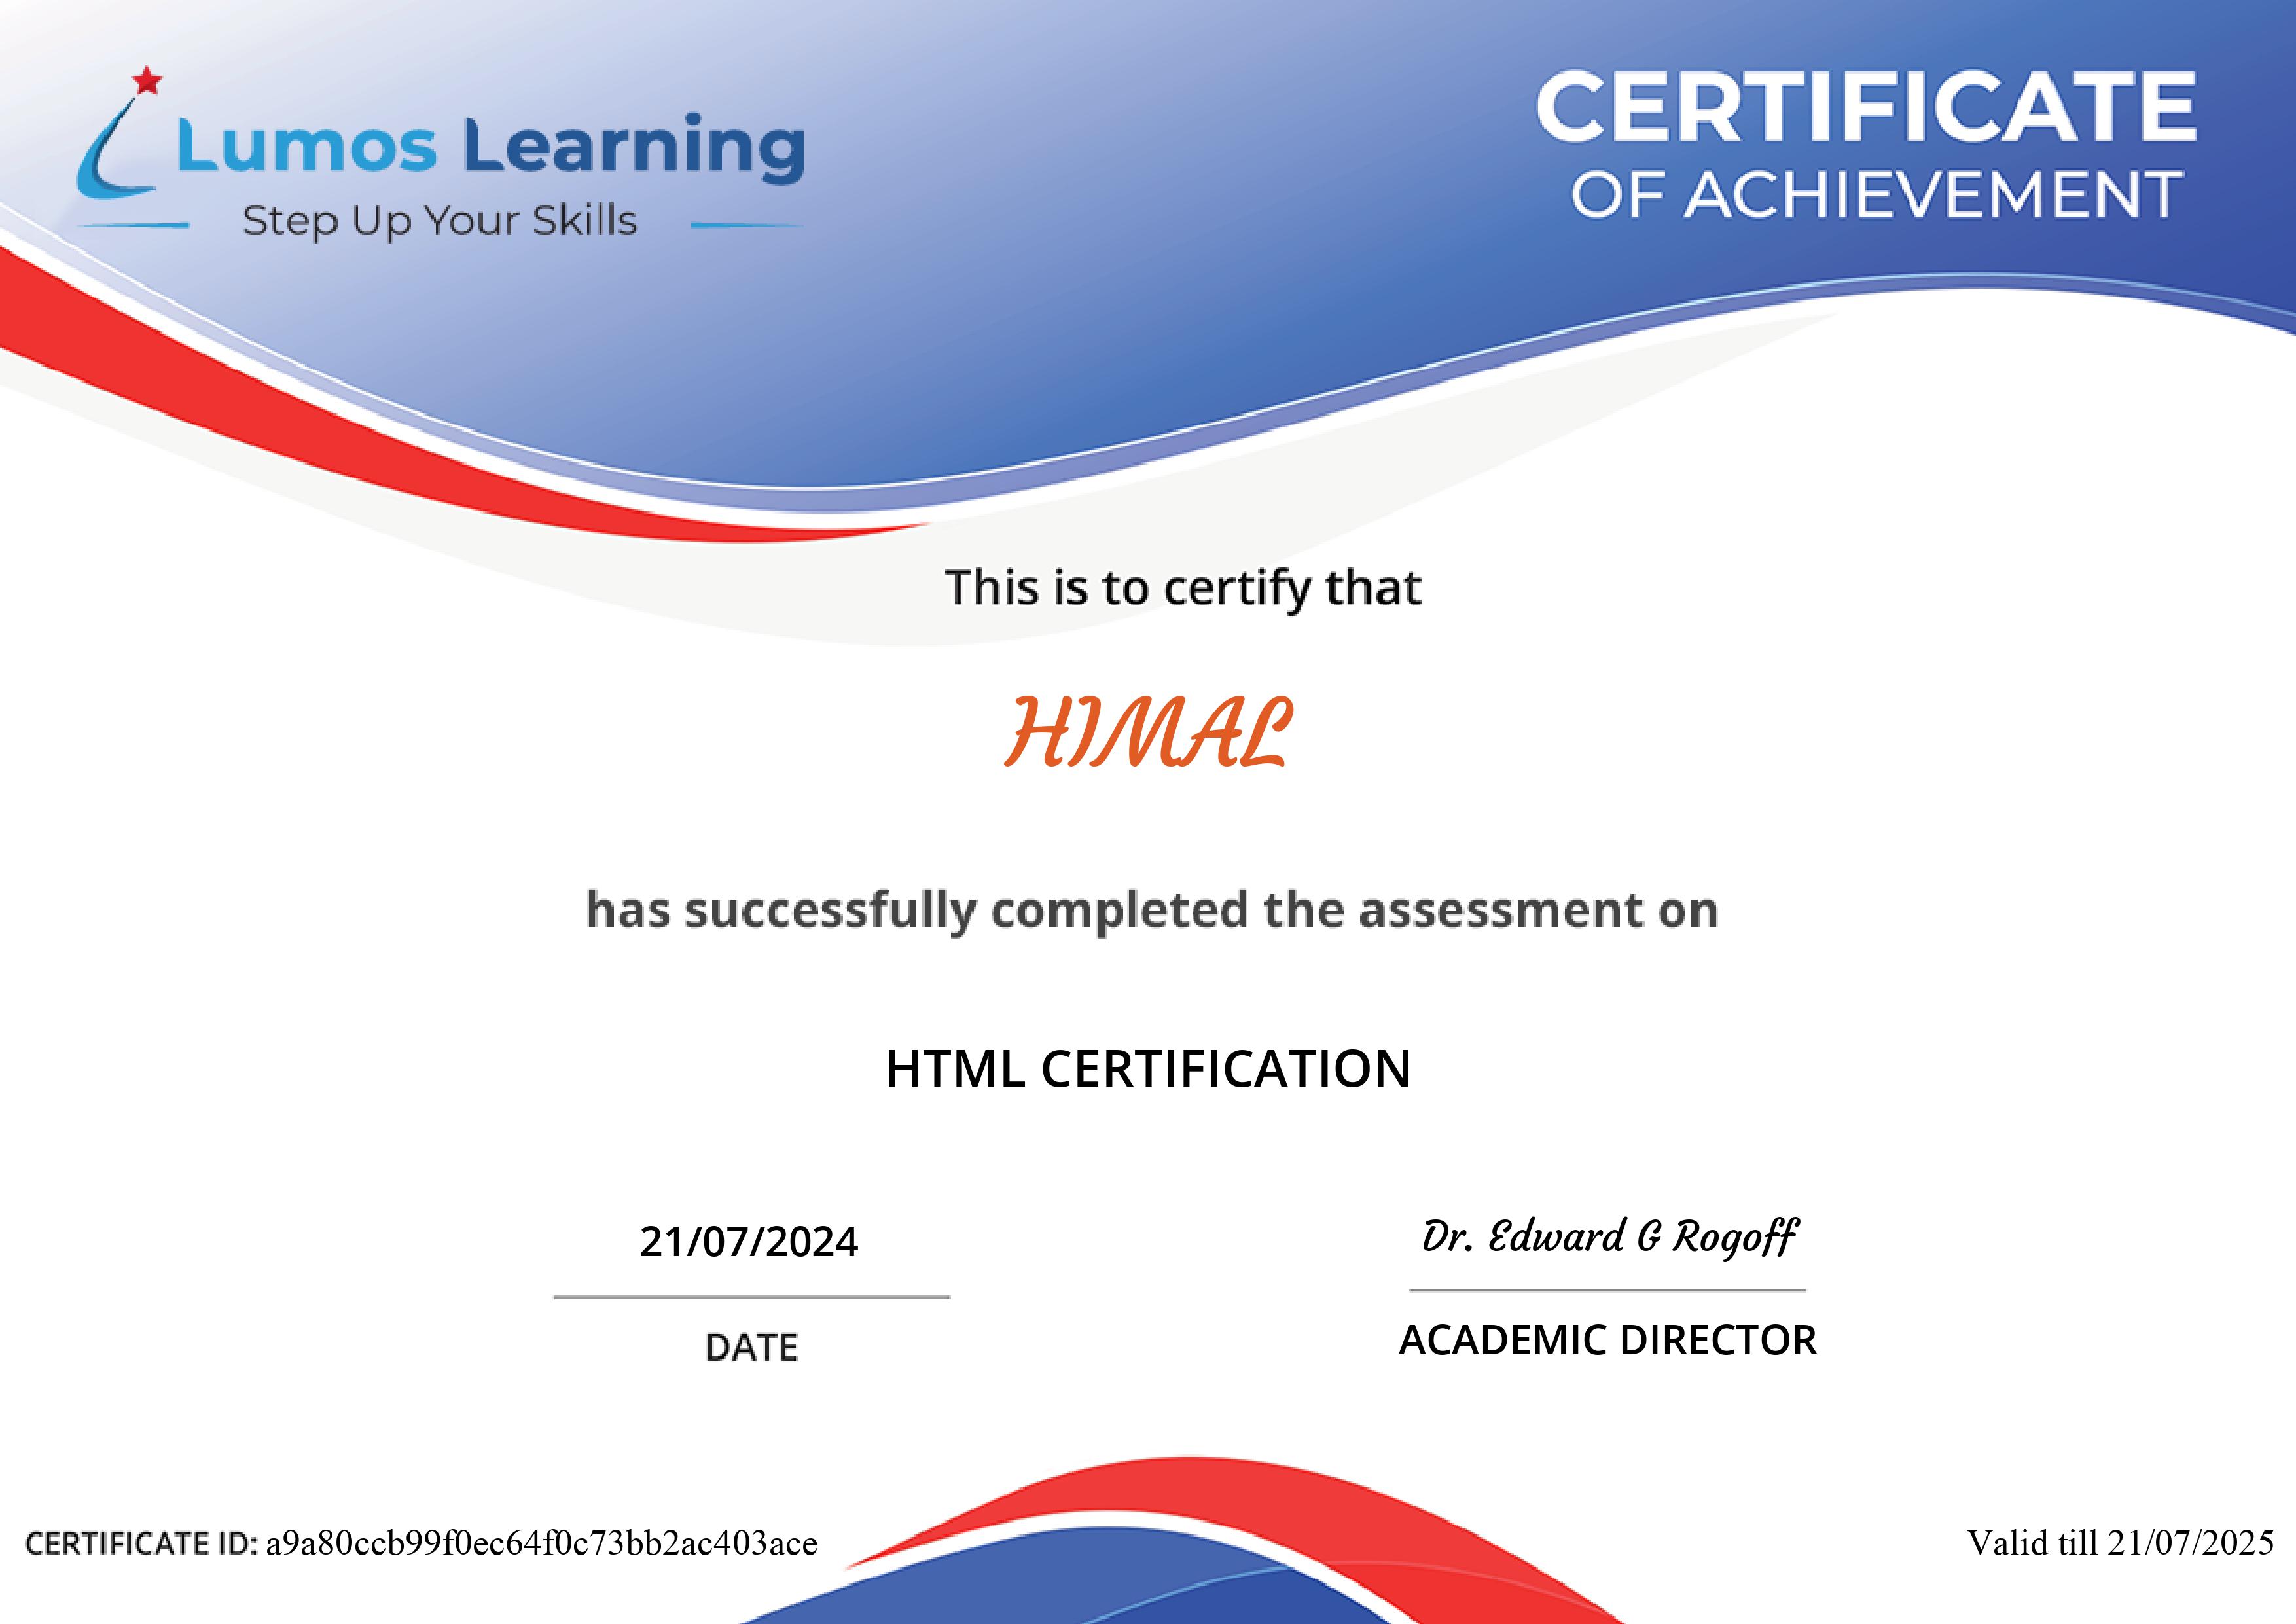 Lumos Learning
Step Up Your Skills
CERTIFICATE
OF ACHIEVEMENT
This is to certify that
HIMAL
has successfully completed the assessment on
HTML CERTIFICATION
21/07/2024
DATE
Dr. Edward G Rogoff
ACADEMIC DIRECTOR
CERTIFICATE ID: a9a80ccb99f0ec64f0c73bb2ac403ace
Valid till 21/07/2025